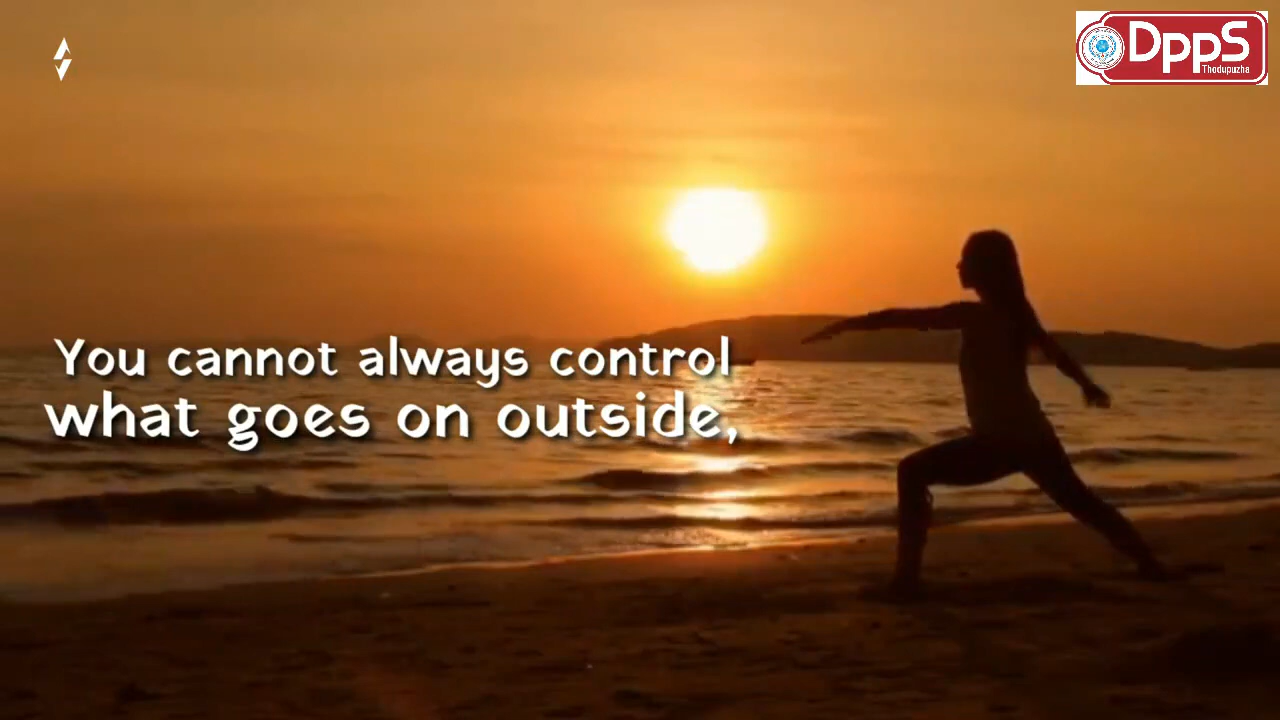 DppS
Thodupuzha
You cannot always control
what goes on outside,